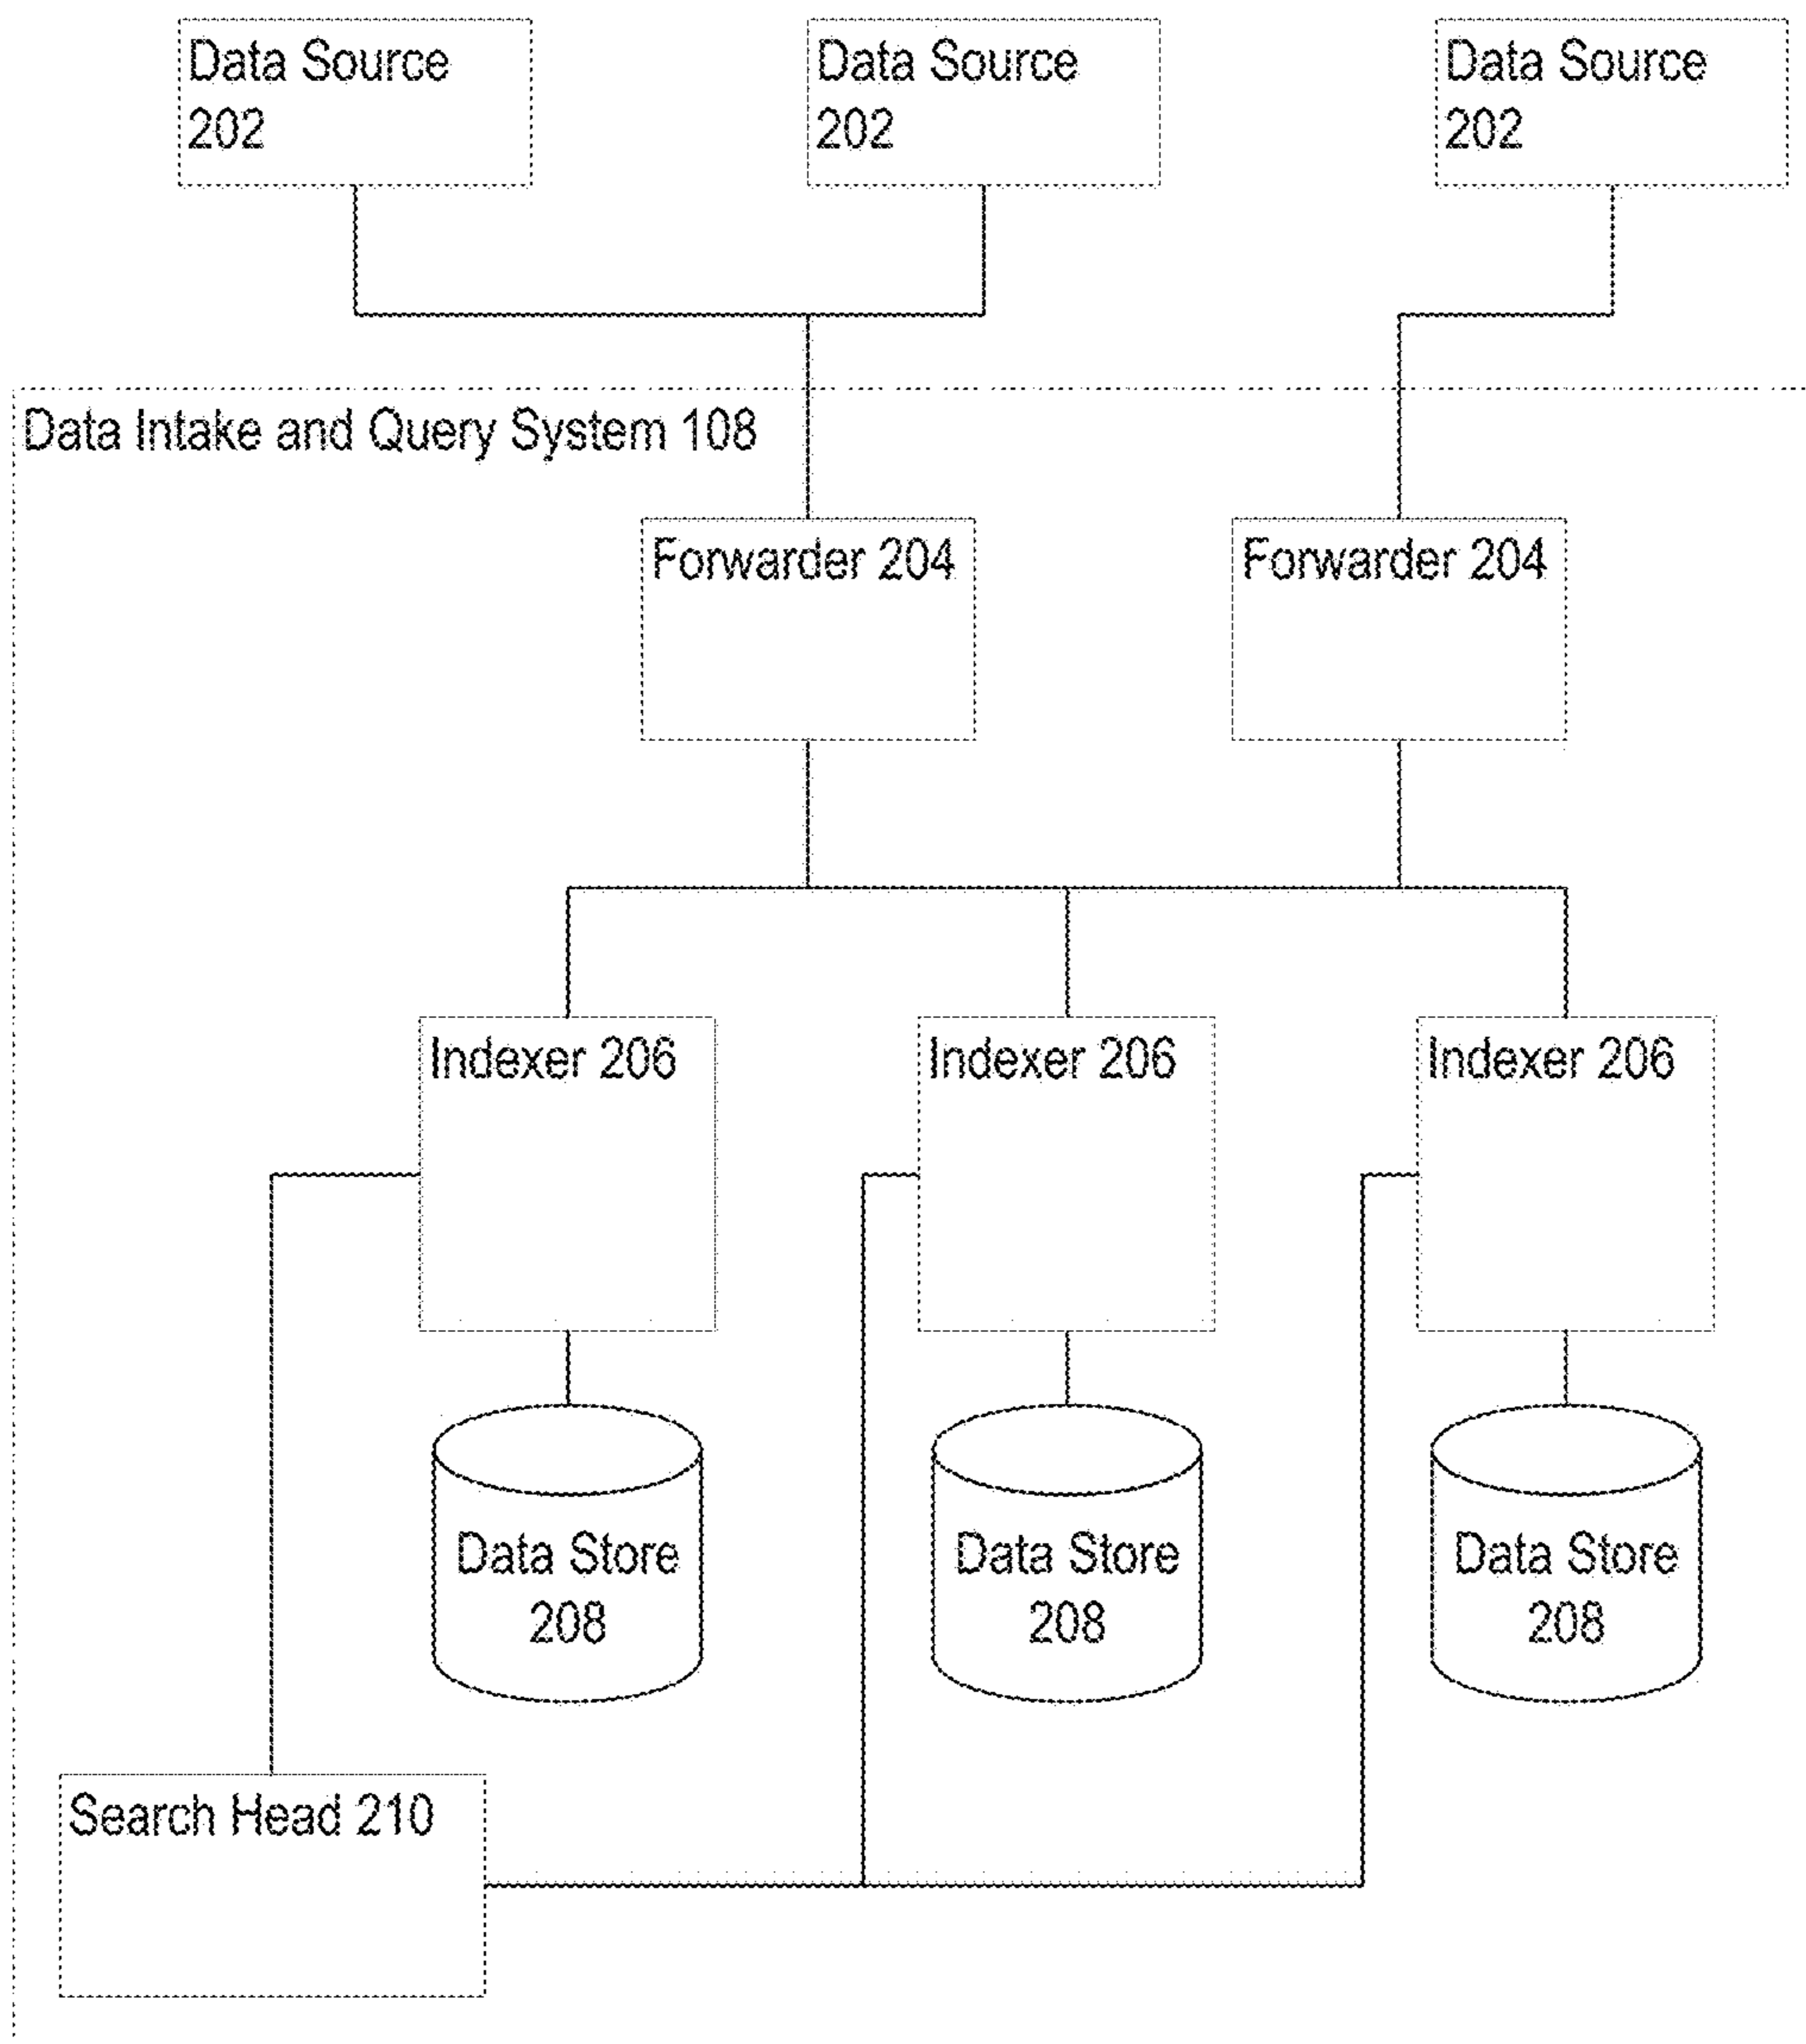 Data Source
202
Data Source
202
Data Source
202
Data Intake and Query System 108
Forwarder 204
Forwarder 204
Indexer 206
Indexer 206
Indexer 206
Data Store
208
Data Store
208
Data Store
208
Search Head 210